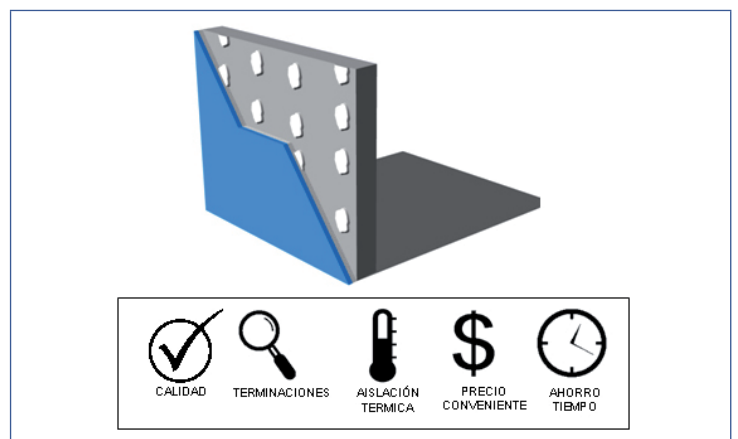 CALIDAD
TERMINACIONES
AISLACIÓN
TERMICA
PRECIO
CONVENIENTE
AHORRO
TIEMPO